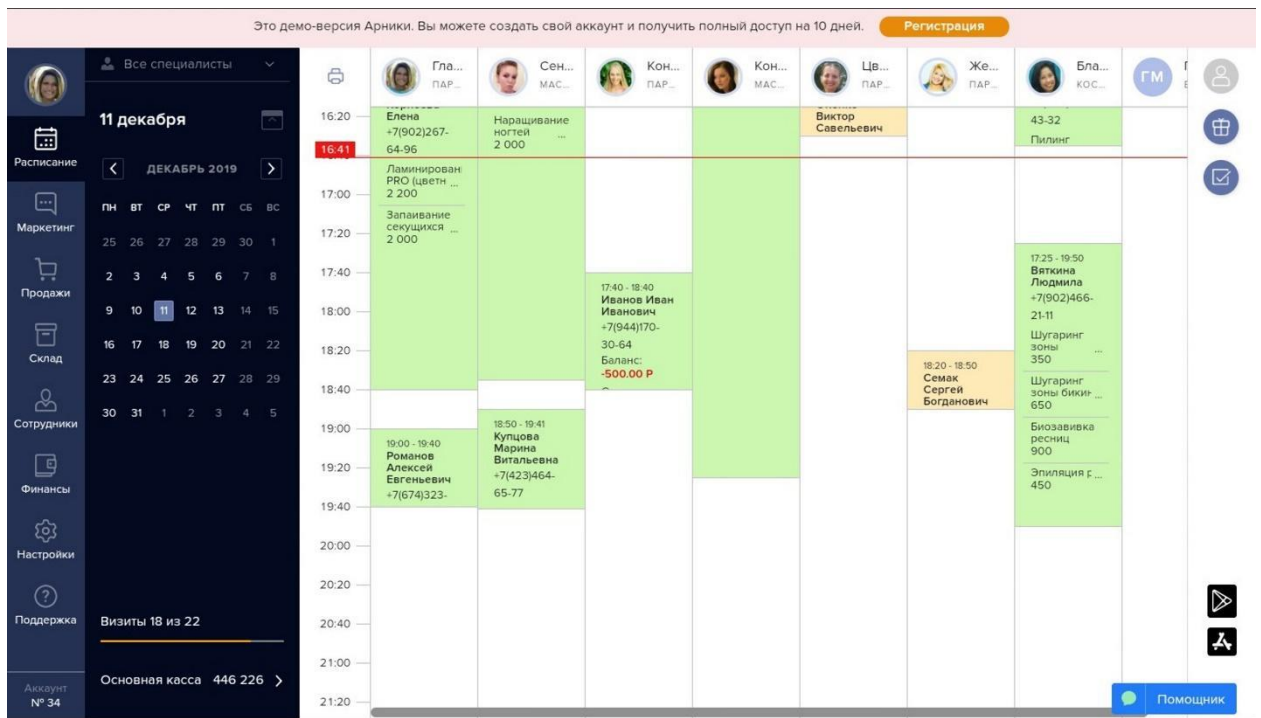 Это демо-версия Арники. Вы можете создать свой аккаунт и получить полный доступ на 10 дней. Регистрация
Расписание
Маркетинг
Продажи
Склад
Сотрудники
Финансы
Настройки
Поддержка
Аккаунт
№ 34
Все специалисты
11 декабря
ДЕКАБРЬ 2019
ПН ВТ СР ЧТ ПТ СБ ВС
25 26 27 28 29 30 1
2 3 4 5 6 7 8
9 10 11 12 13 14 15
16 17 18 19 20 21 22
23 24 25 26 27 28 29
30 31 1 2 3 4 5
Визиты 18 из 22
Основная касса 446 226
16:20
16:41
17:00
17:20
17:40
18:00
18:20
18:40
19:00
19:20
19:40
20:00
20:20
20:40
21:00
21:20
Гла...
ПАР...
Елена
+7(902)267-
64-96
Ламинирован
PRO (цветн ...
2 200
Запаивание
секущихся ...
2 000
19:00 - 19:40
Романов
Алексей
Евгеньевич
+7(674)323-
Сен...
МАС...
Наращивание
ногтей ...
2 000
18:50 - 19:41
Купцова
Марина
Витальевна
+7(423)464-
65-77
Кон...
ПАР...
17:40 - 18:40
Иванов Иван
Иванович
+7(944)170-
30-64
Баланс:
-500.00 Р
Кон...
МАС...
Цв...
ПАР...
Виктор
Савельевич
Же...
ПАР...
18:20 - 18:50
Семак
Сергей
Богданович
Бла...
КОС...
43-32
Пилинг
17:25 - 19:50
Вяткина
Людмила
+7(902)466-
21-11
Шугаринг
зоны ...
350
Шугаринг
зоны бикин ...
650
Биозавивка
ресниц
900
Эпиляция р ...
450
ГМ
Помощник